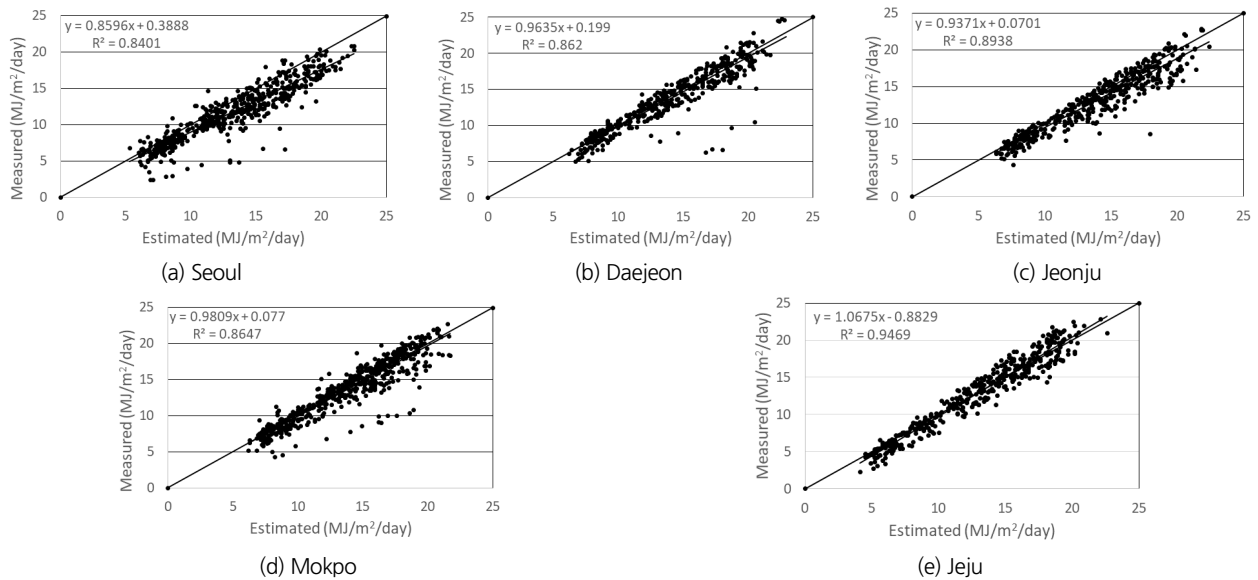 y = 0.8596x + 0.3888
R² = 0.8401
25
20
15
10
5
0
0 5 10 15 20 25
Measured (MJ/m²/day)
Estimated (MJ/m²/day)
(a) Seoul
y = 0.9635x + 0.199
R² = 0.862
25
20
15
10
5
0
0 5 10 15 20 25
Measured (MJ/m²/day)
Estimated (MJ/m²/day)
(b) Daejeon
y = 0.9371x + 0.0701
R² = 0.8938
25
20
15
10
5
0
0 5 10 15 20 25
Measured (MJ/m²/day)
Estimated (MJ/m²/day)
(c) Jeonju
y = 0.9809x + 0.077
R² = 0.8647
25
20
15
10
5
0
0 5 10 15 20 25
Measured (MJ/m²/day)
Estimated (MJ/m²/day)
(d) Mokpo
y = 1.0675x - 0.8829
R² = 0.9469
25
20
15
10
5
0
0 5 10 15 20 25
Measured (MJ/m²/day)
Estimated (MJ/m²/day)
(e) Jeju